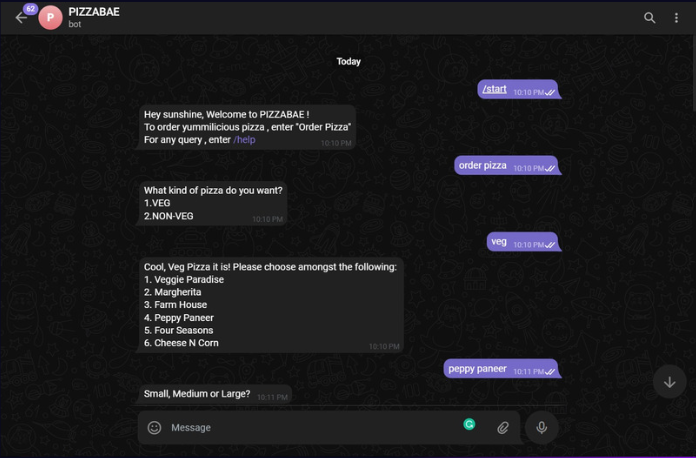 62
P
PIZZABAE
bot
Today
/start 10:10 PM
Hey sunshine, Welcome to PIZZABAE !
To order yummilicious pizza , enter "Order Pizza"
For any query , enter /help 10:10 PM
order pizza 10:10 PM
What kind of pizza do you want?
1.VEG
2.NON-VEG 10:10 PM
veg 10:10 PM
Cool, Veg Pizza it is! Please choose amongst the following:
1. Veggie Paradise
2. Margherita
3. Farm House
4. Peppy Paneer
5. Four Seasons
6. Cheese N Corn 10:10 PM
peppy paneer 10:11 PM
Small, Medium or Large? 10:11 PM
Message